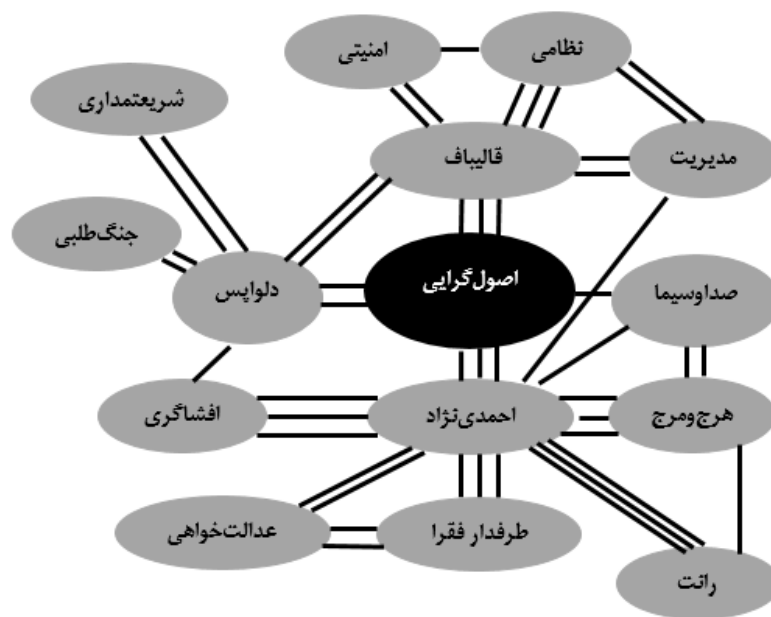 نظامی
امنیتی
شریعتمداری
مدیریت
قالیباف
جنگ‌طلبی
اصول‌گرایی
صداوسیما
دلواپس
افشاگری
احمدی‌نژاد
هرج‌ومرج
عدالت‌خواهی
طرفدار فقرا
رانت